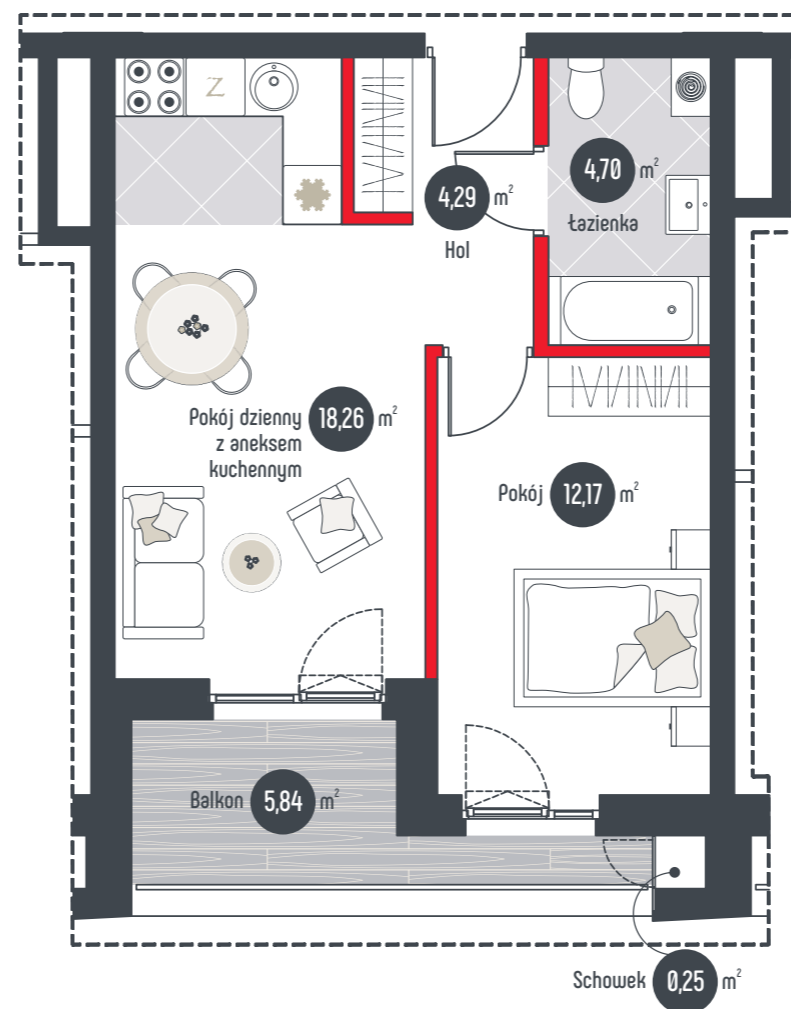 Z
4,70 m²
Łazienka
4,29 m²
Hol
Pokój dzienny
z aneksem
kuchennym
18,26 m²
Pokój 12,17 m²
Balkon 5,84 m²
Schowek 0,25 m²